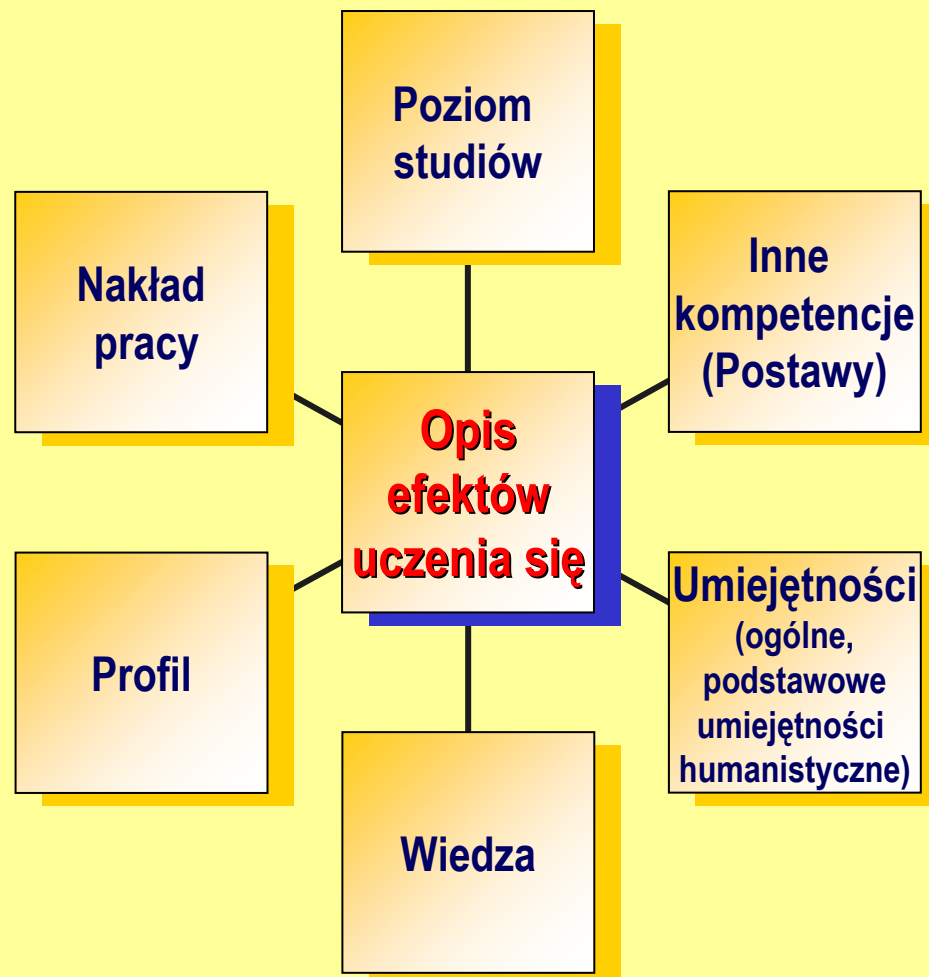 Poziom
studiów
Nakład
pracy
Inne
kompetencje
(Postawy)
Opis
efektów
uczenia się
Profil
Umiejętności
(ogólne,
podstawowe
umiejętności
humanistyczne)
Wiedza